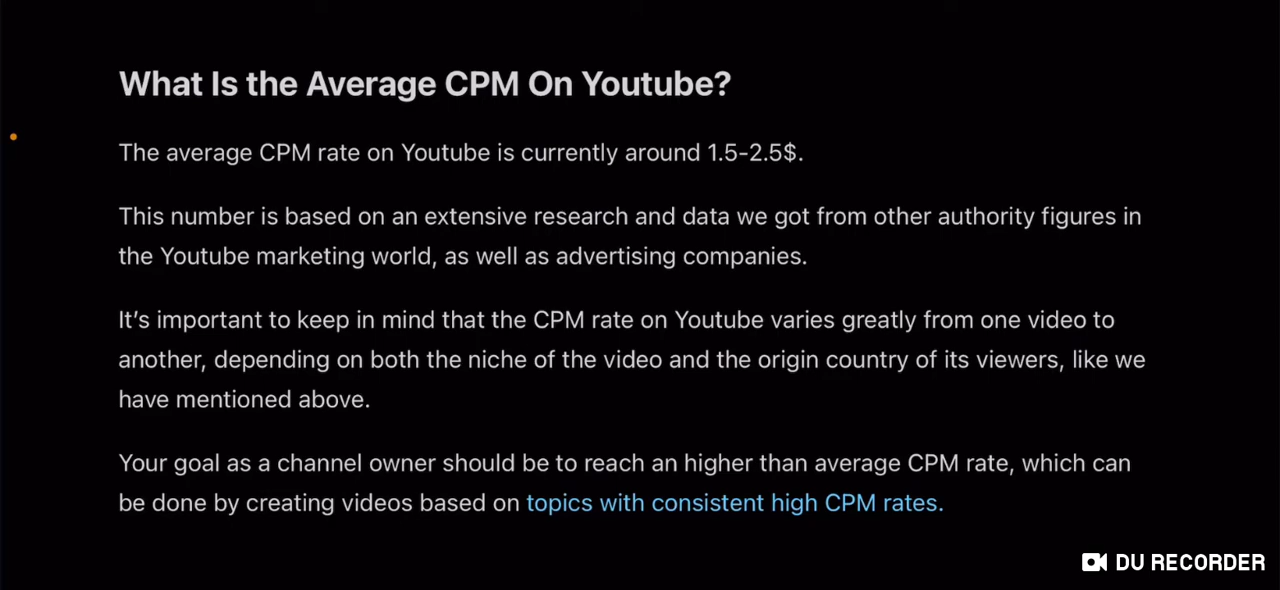 What Is the Average CPM On Youtube?
The average CPM rate on Youtube is currently around 1.5-2.5$.
This number is based on an extensive research and data we got from other authority figures in
the Youtube marketing world, as well as advertising companies.
It’s important to keep in mind that the CPM rate on Youtube varies greatly from one video to
another, depending on both the niche of the video and the origin country of its viewers, like we
have mentioned above.
Your goal as a channel owner should be to reach an higher than average CPM rate, which can
be done by creating videos based on topics with consistent high CPM rates.
DU RECORDER